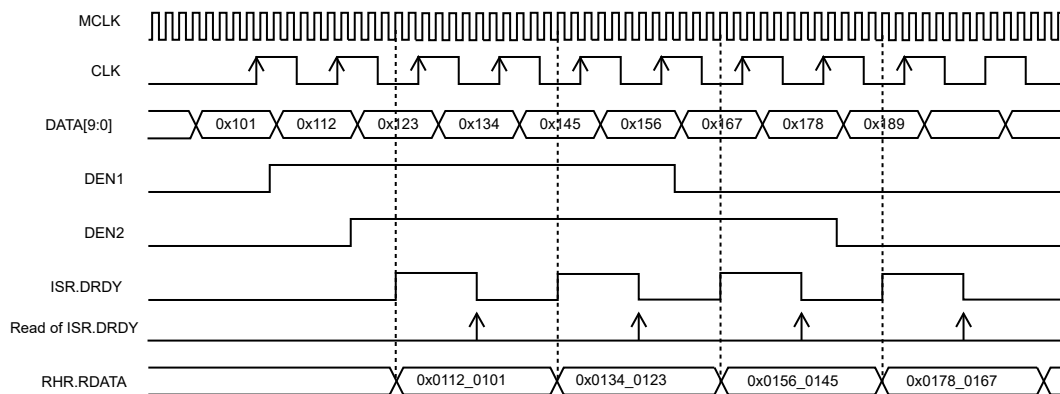 MCLK
CLK
DATA[9:0] 0x101 0x112 0x123 0x134 0x145 0x156 0x167 0x178 0x189
DEN1
DEN2
ISR.DRDY
Read of ISR.DRDY
RHR.RDATA 0x0112_0101 0x0134_0123 0x0156_0145 0x0178_0167